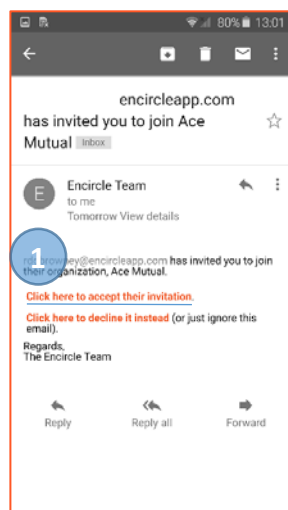 80% 13:01
encircleapp.com
has invited you to join Ace
Mutual Inbox
E
Encircle Team
to me
Tomorrow View details
1
@encircleapp.com has invited you to join
their organization, Ace Mutual.
Click here to accept their invitation.
Click here to decline it instead (or just ignore this
email).
Regards,
The Encircle Team
Reply Reply all Forward